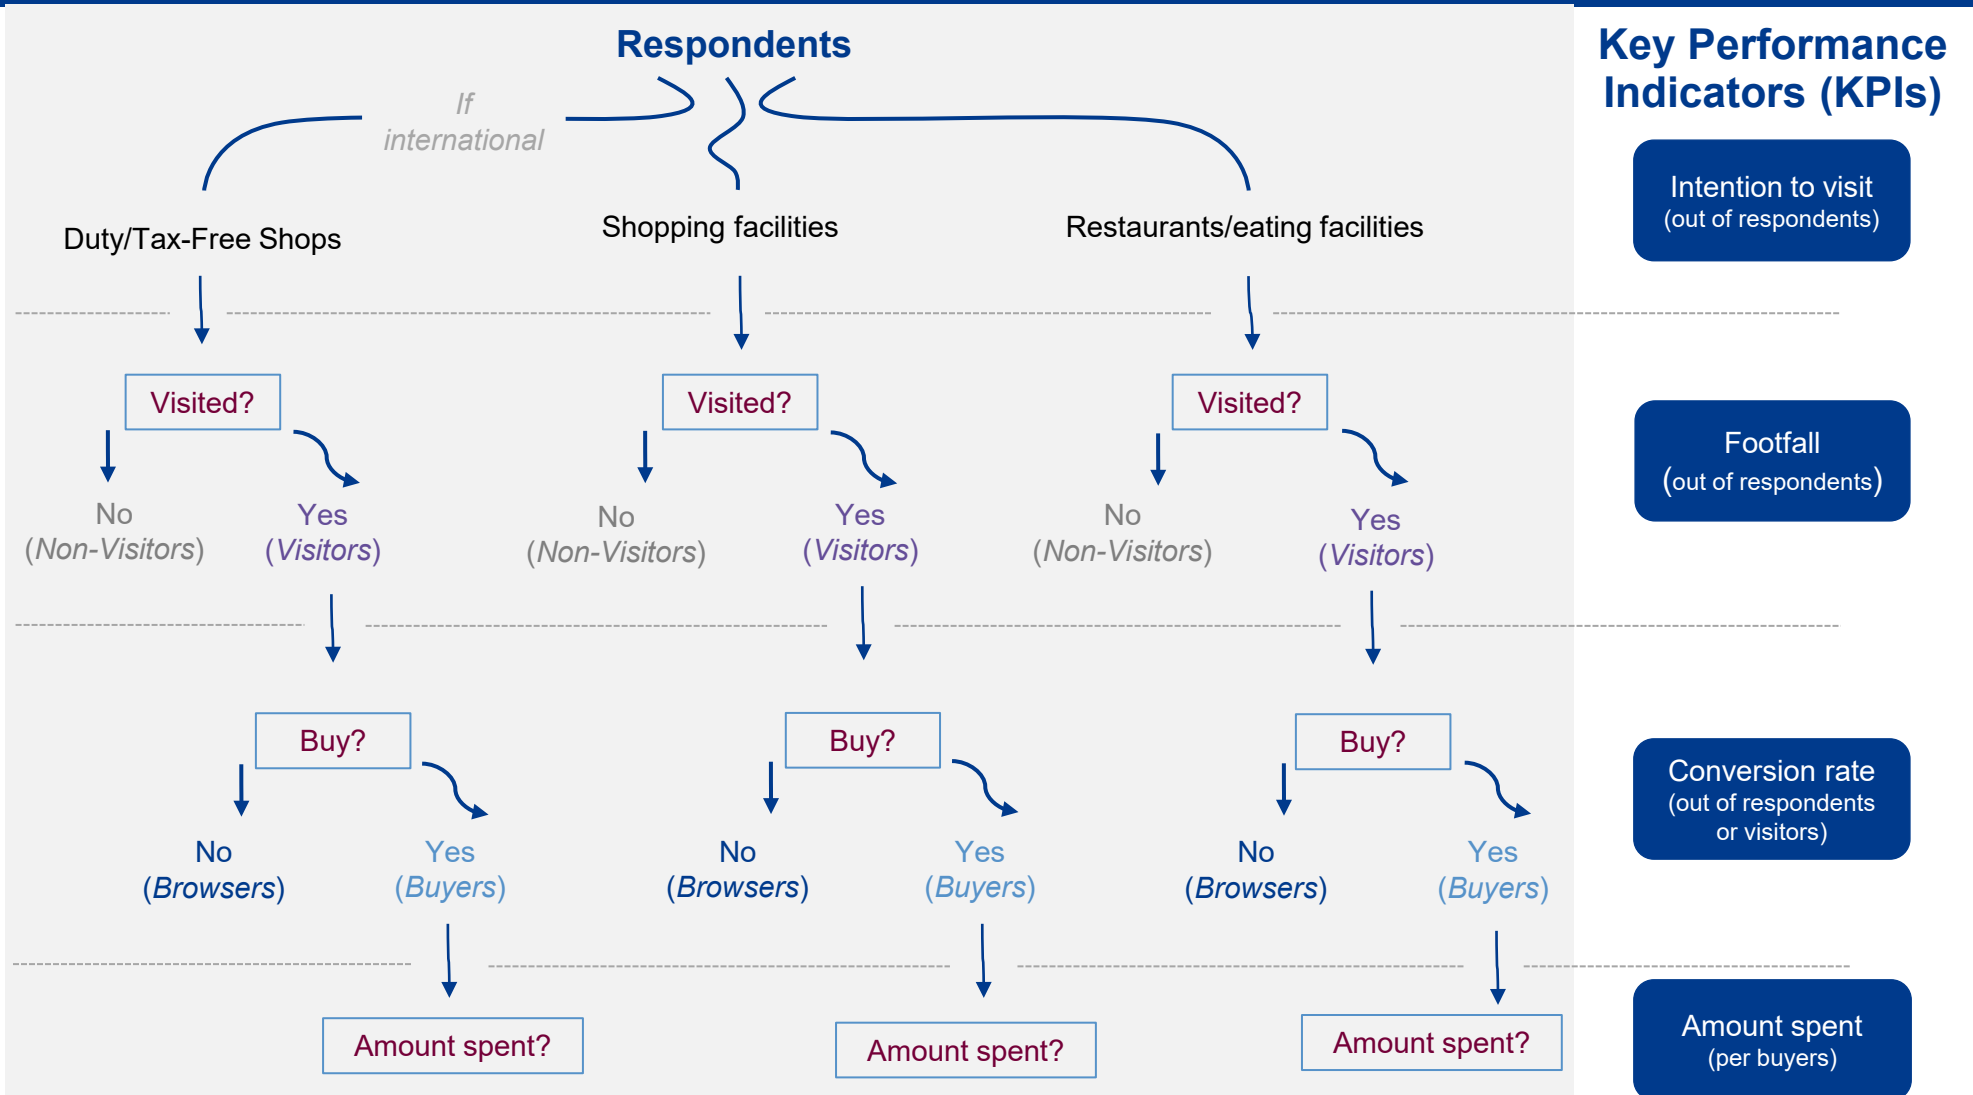 Respondents
Key Performance
Indicators (KPIs)
If
international
Intention to visit
(out of respondents)
Duty/Tax-Free Shops
Shopping facilities
Restaurants/eating facilities
Visited?
Visited?
Visited?
Footfall
(out of respondents)
No
(Non-Visitors)
Yes
(Visitors)
No
(Non-Visitors)
Yes
(Visitors)
No
(Non-Visitors)
Yes
(Visitors)
Buy?
Buy?
Buy?
Conversion rate
(out of respondents
or visitors)
No
(Browsers)
Yes
(Buyers)
No
(Browsers)
Yes
(Buyers)
No
(Browsers)
Yes
(Buyers)
Amount spent?
Amount spent?
Amount spent?
Amount spent
(per buyers)